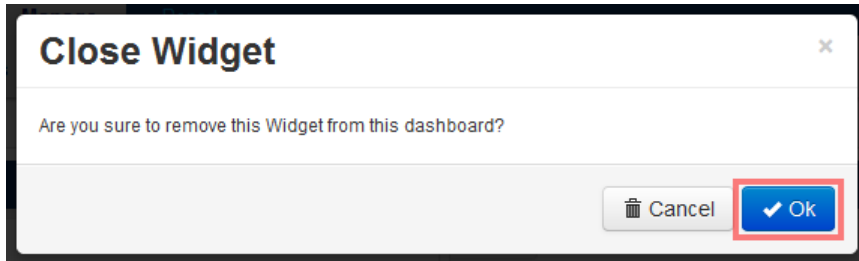 Close Widget
×
Are you sure to remove this Widget from this dashboard?
Cancel
Ok